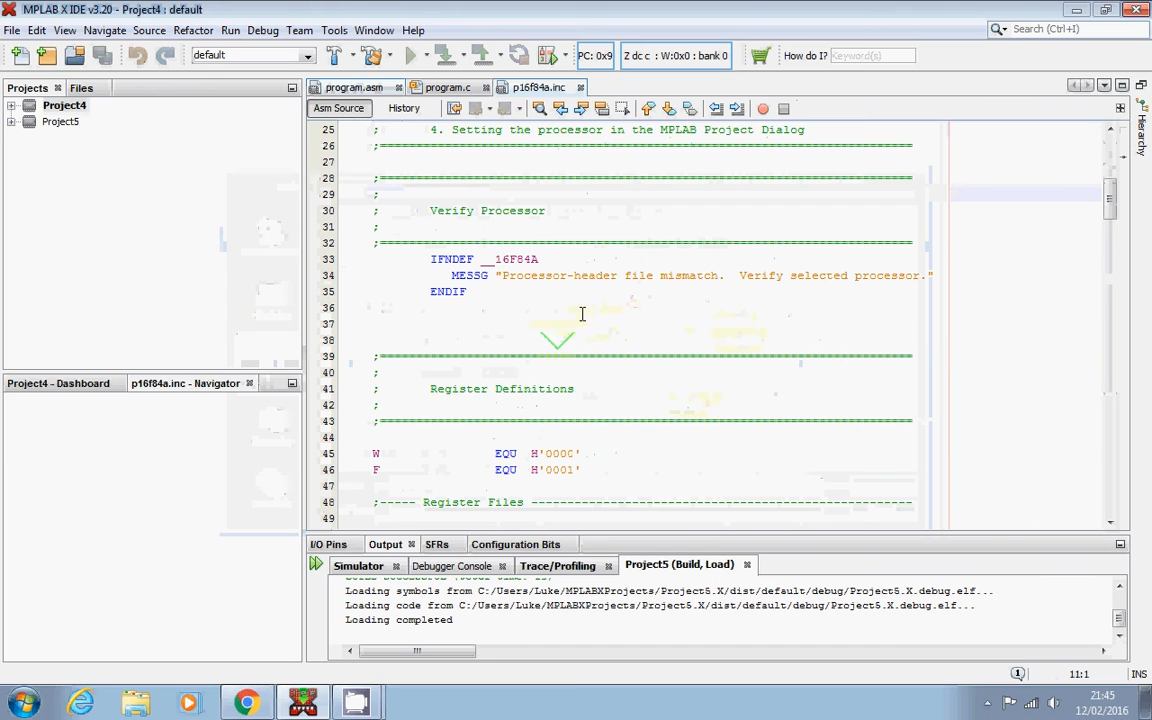 MPLAB X IDE v3.20 - Project4 : default
File Edit View Navigate Source Refactor Run Debug Team Tools Window Help
Search (Ctrl+I)
default
PC: 0x9
Z dc c : W:0x0 : bank 0
How do I?
(Keyword(s)
Projects Files
program.asm program.c p16f84a.inc
Project4
Project5
Asm Source History
25 ; 4. Setting the processor in the MPLAB Project Dialog
26 ;==========================================================================
27
28 ;==========================================================================
29 ;
30 ; Verify Processor
31 ;
32 ;==========================================================================
33 IFNDEF __16F84A
34 MESSG "Processor-header file mismatch. Verify selected processor."
35 ENDIF
36
37
38
39 ;==========================================================================
40 ;
41 ; Register Definitions
42 ;
43 ;==========================================================================
44
45 W EQU H'0000'
46 F EQU H'0001'
47
48 ;----- Register Files ------------------------------------------------------
49
Hierarchy
Project4 - Dashboard p16f84a.inc - Navigator
I/O Pins Output SFRs Configuration Bits
Simulator Debugger Console Trace/Profiling Project5 (Build, Load)
Loading symbols from C:/Users/Luke/MPLABXProjects/Project5.X/dist/default/debug/Project5.X.debug.elf...
Loading code from C:/Users/Luke/MPLABXProjects/Project5.X/dist/default/debug/Project5.X.debug.elf...
Loading completed
1
11:1 INS
21:45
12/02/2016